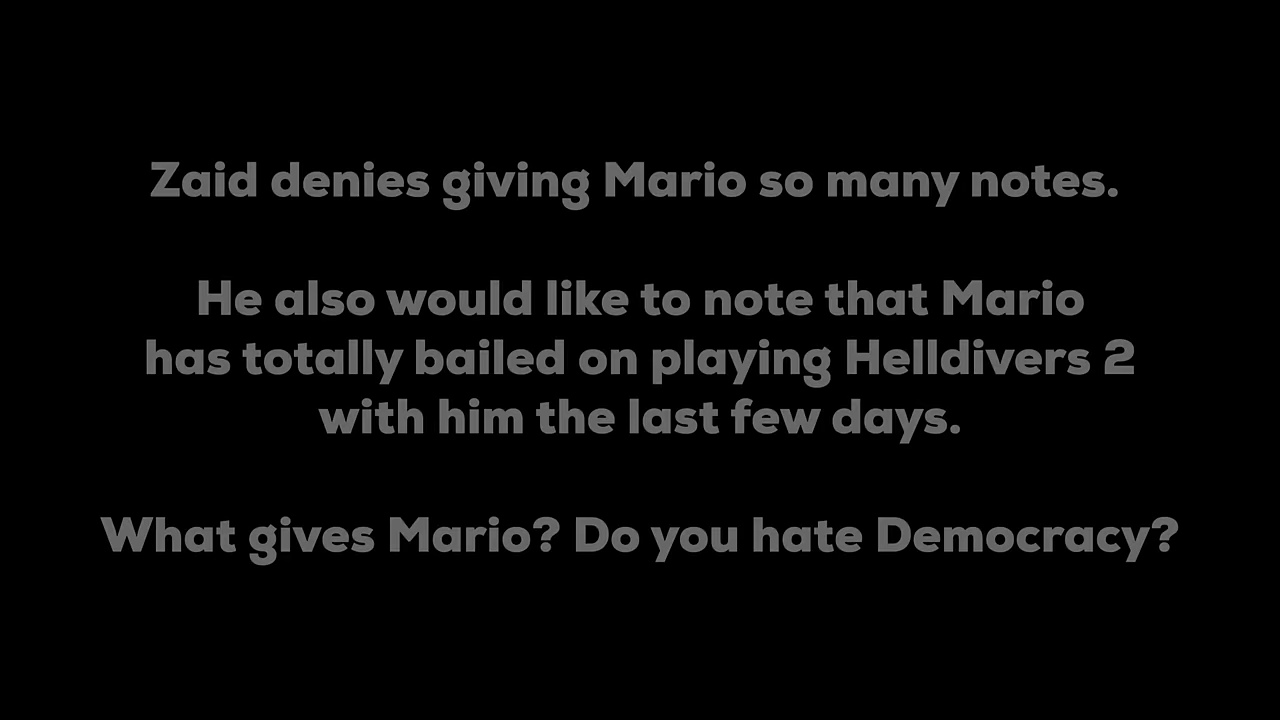 Zaid denies giving Mario so many notes.
He also would like to note that Mario
has totally bailed on playing Helldivers 2
with him the last few days.
What gives Mario? Do you hate Democracy?